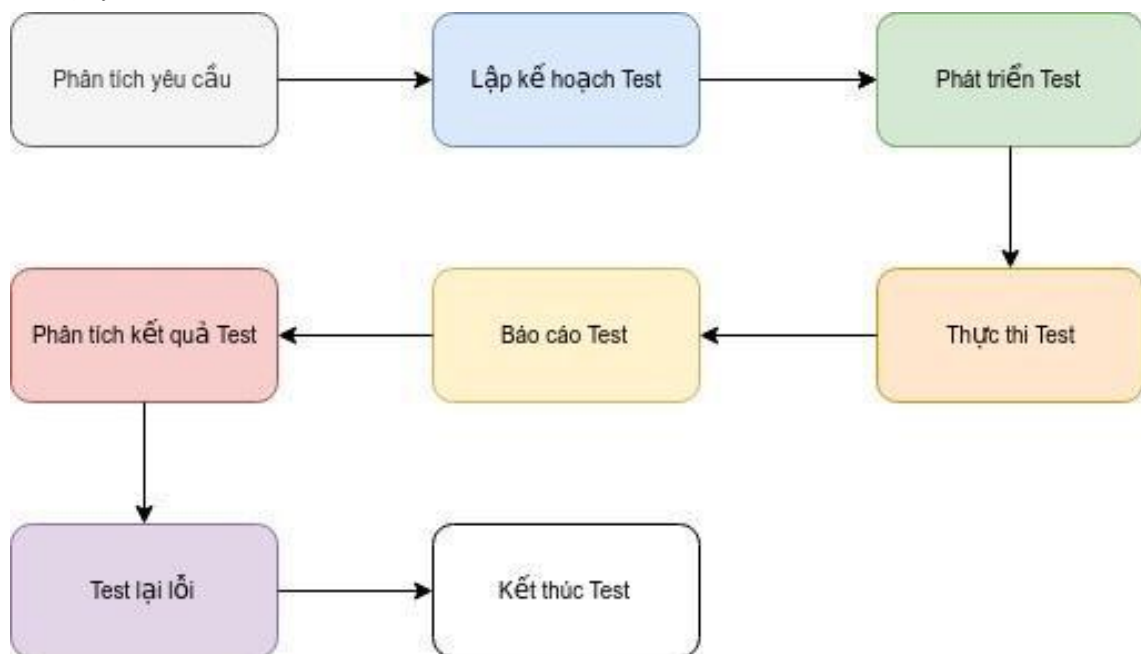 Phân tích yêu cầu
Lập kế hoạch Test
Phát triển Test
Thực thi Test
Báo cáo Test
Phân tích kết quả Test
Test lại lỗi
Kết thúc Test